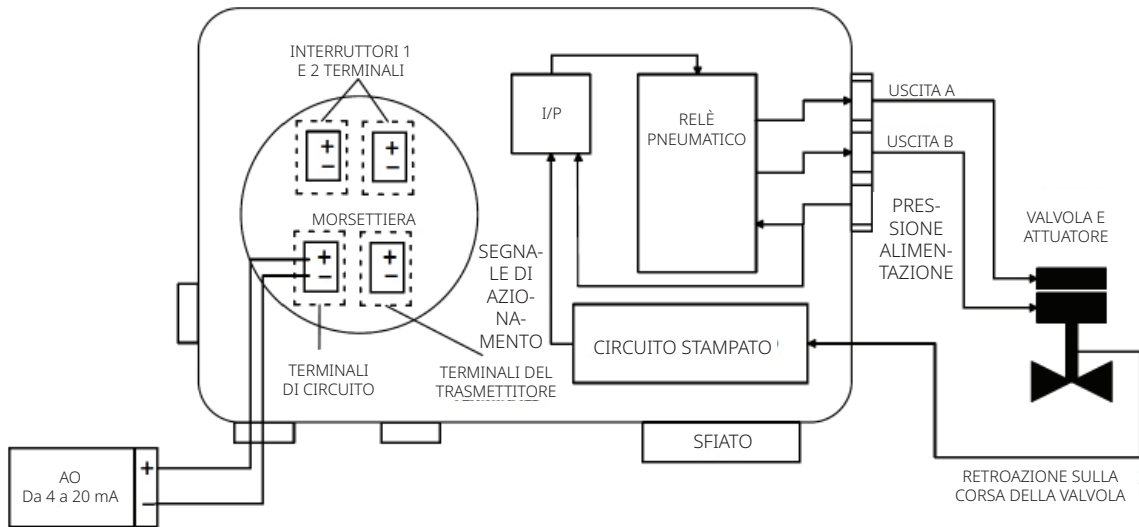 INTERRUTTORI 1
E 2 TERMINALI
+
−
+
−
MORSETTIERA
+
−
+
−
TERMINALI
DI CIRCUITO
TERMINALI DEL
TRASMETTITORE
SEGNA-
LE DI
AZIO-
NA-
MENTO
I/P
RELÈ
PNEUMATICO
CIRCUITO STAMPATO
SFIATO
USCITA A
USCITA B
PRES-
SIONE
ALIMEN-
TAZIONE
VALVOLA E
ATTUATORE
RETROAZIONE SULLA
CORSA DELLA VALVOLA
AO
Da 4 a 20 mA
+
−